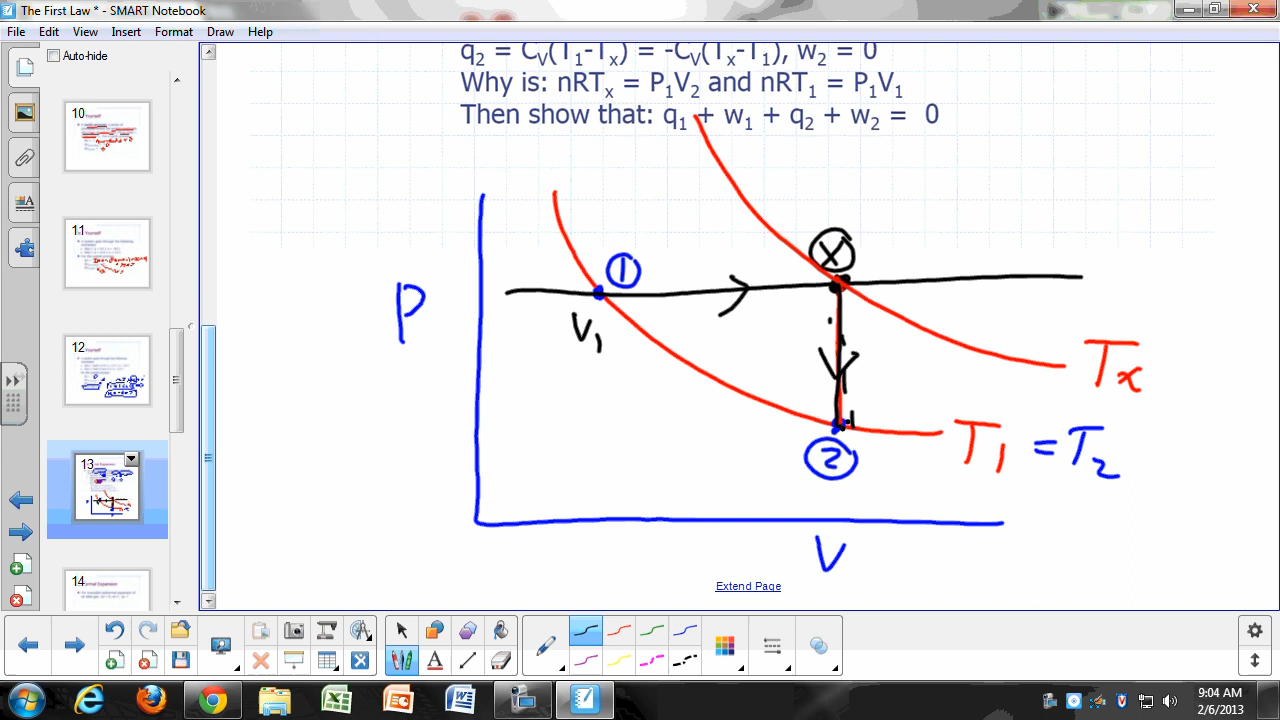 The First Law * - SMART Notebook
File Edit View Insert Format Draw Help
Auto-hide
10
11
12
13
14
q₂ = Cᵥ(T₁-Tₓ) = -Cᵥ(Tₓ-T₁), w₂ = 0
Why is: nRTₓ = P₁V₂ and nRT₁ = P₁V₁
Then show that: q₁ + w₁ + q₂ + w₂ = 0
1
X
P
V₁
Tₓ
T₁ = T₂
2
V
Extend Page
9:04 AM
2/6/2013